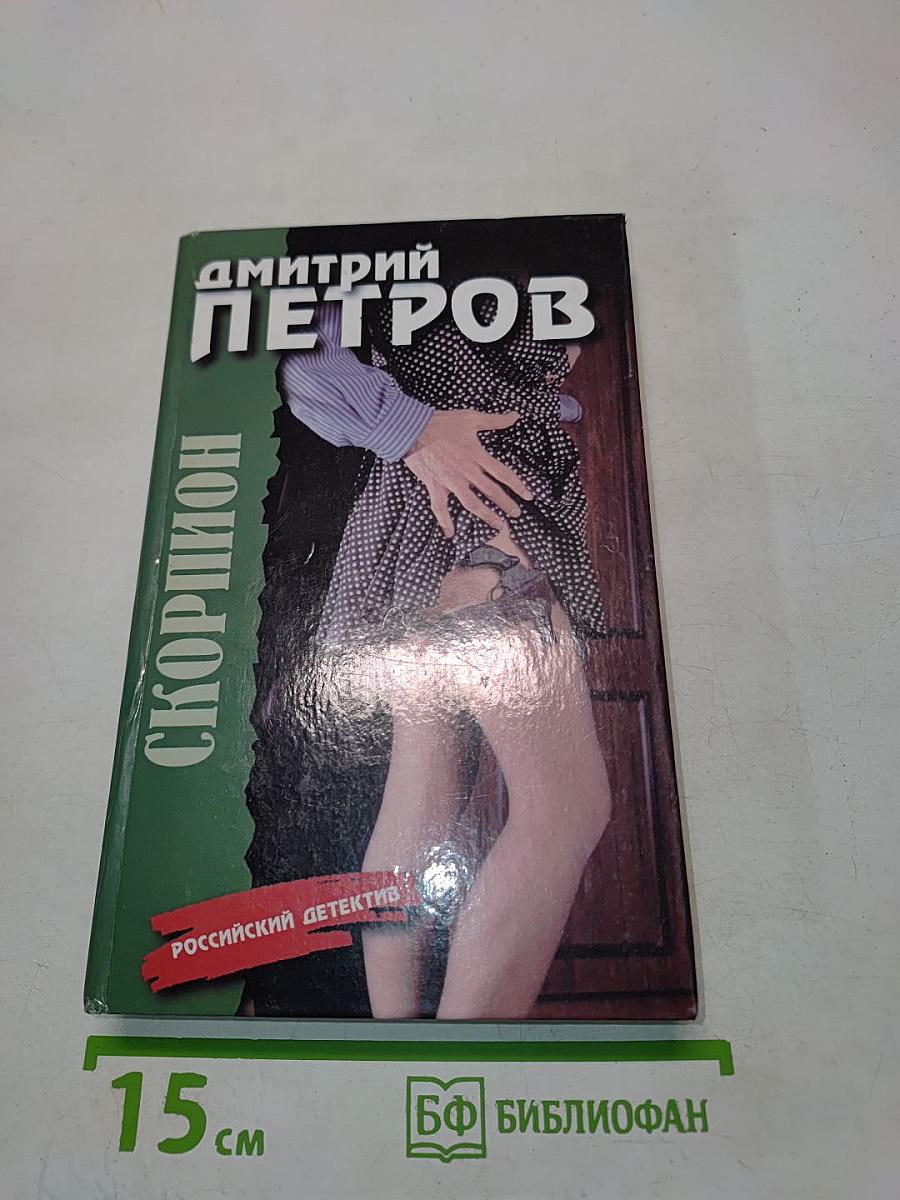 ДМИТРИЙ
ПЕТРОВ
СКОРПИОН
РОССИЙСКИЙ ДЕТЕКТИВ
15 см
БФ БИБЛИОФАН